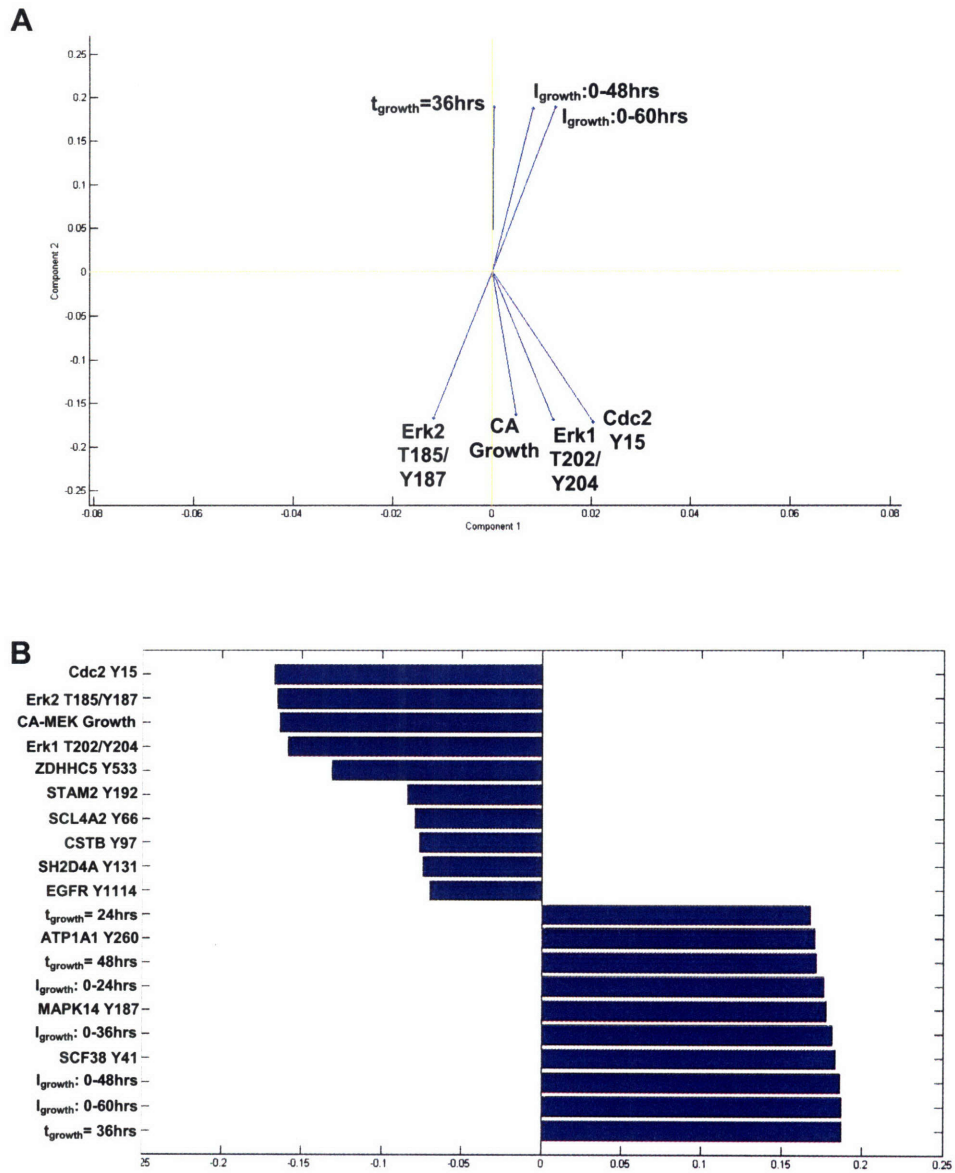 A
0.25
0.2
0.15
0.1
0.05
0
-0.05
-0.1
-0.15
-0.2
-0.25
Component 2
tgrowth=36hrs
Igrowth:0-48hrs
Igrowth:0-60hrs
Erk2
T185/
Y187
CA
Growth
Erk1
T202/
Y204
Cdc2
Y15
-0.08 -0.06 -0.04 -0.02 0 0.02 0.04 0.06 0.08
Component 1
B
Cdc2 Y15
Erk2 T185/Y187
CA-MEK Growth
Erk1 T202/Y204
ZDHHC5 Y533
STAM2 Y192
SCL4A2 Y66
CSTB Y97
SH2D4A Y131
EGFR Y1114
tgrowth= 24hrs
ATP1A1 Y260
tgrowth= 48hrs
Igrowth: 0-24hrs
MAPK14 Y187
Igrowth: 0-36hrs
SCF38 Y41
Igrowth: 0-48hrs
Igrowth: 0-60hrs
tgrowth= 36hrs
25 -0.2 -0.15 -0.1 -0.05 0 0.05 0.1 0.15 0.2 0.25